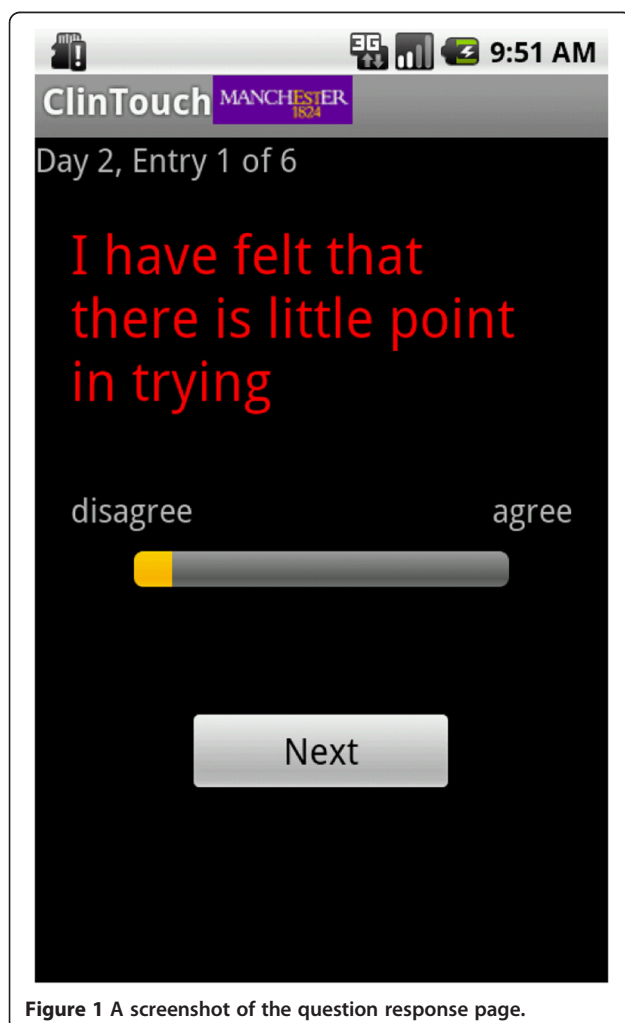 3G 9:51 AM
ClinTouch MANCHESTER
1824
Day 2, Entry 1 of 6
I have felt that
there is little point
in trying
disagree agree
Next
Figure 1 A screenshot of the question response page.